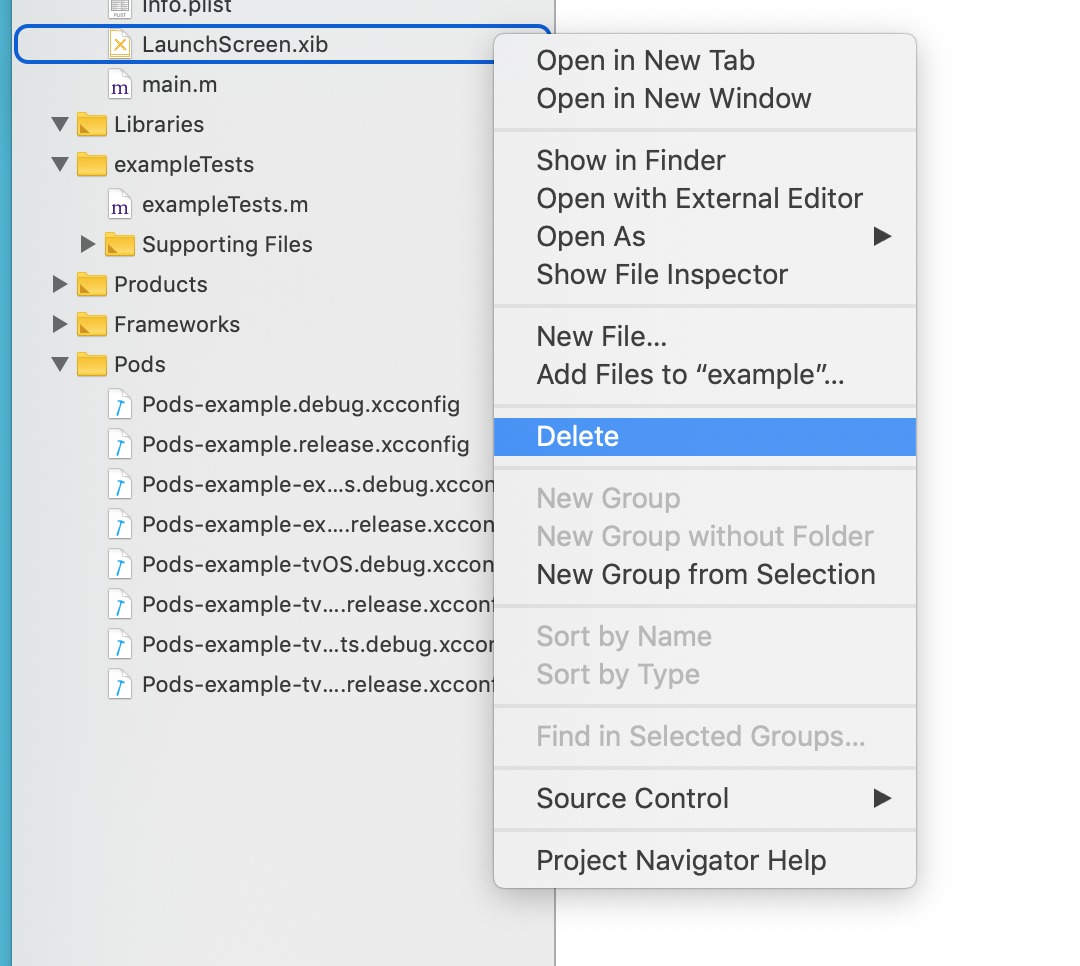 Info.plist
LaunchScreen.xib
main.m
Libraries
exampleTests
exampleTests.m
Supporting Files
Products
Frameworks
Pods
Pods-example.debug.xcconfig
Pods-example.release.xcconfig
Pods-example-ex...s.debug.xccon
Pods-example-ex....release.xccon
Pods-example-tvOS.debug.xccon
Pods-example-tv....release.xcconf
Pods-example-tv...ts.debug.xccon
Pods-example-tv....release.xcconf
Open in New Tab
Open in New Window
Show in Finder
Open with External Editor
Open As
Show File Inspector
New File...
Add Files to “example”...
Delete
New Group
New Group without Folder
New Group from Selection
Sort by Name
Sort by Type
Find in Selected Groups...
Source Control
Project Navigator Help